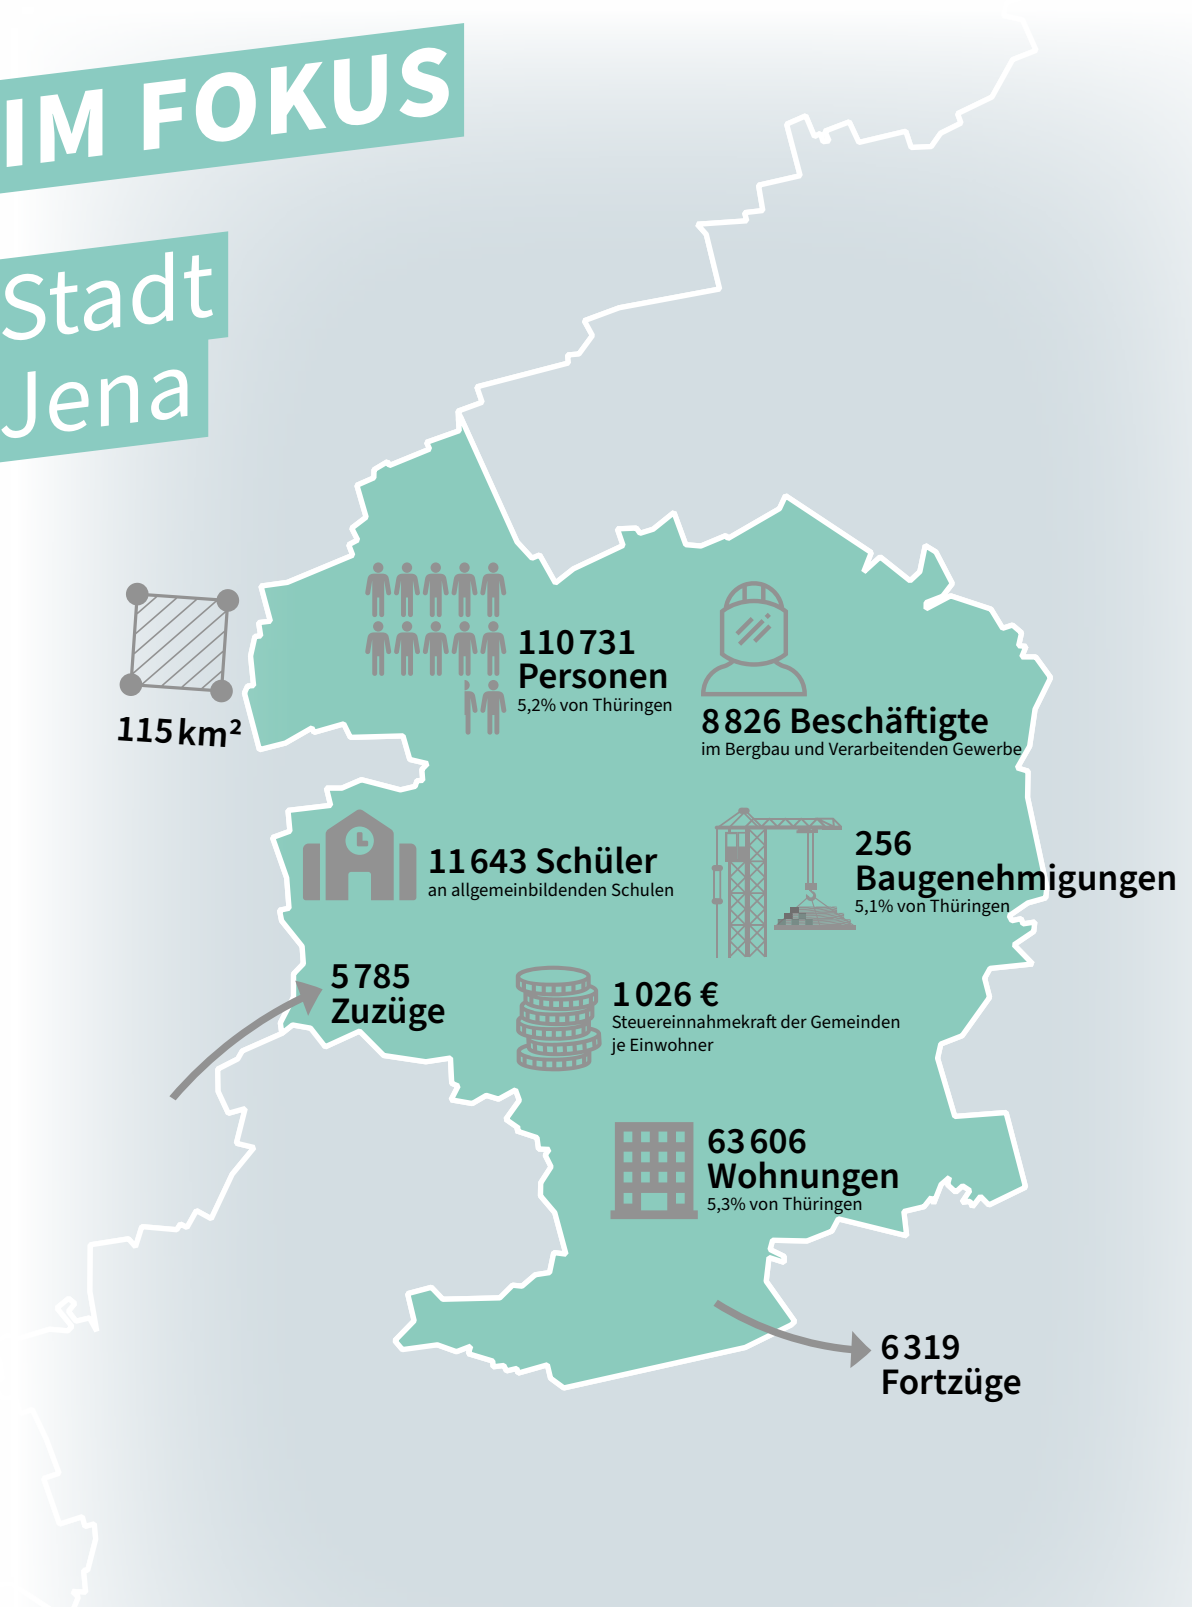 IM FOKUS
Stadt
Jena
115 km²
110 731
Personen
5,2% von Thüringen
8 826 Beschäftigte
im Bergbau und Verarbeitenden Gewerbe
11 643 Schüler
an allgemeinbildenden Schulen
256
Baugenehmigungen
5,1% von Thüringen
5 785
Zuzüge
1 026 €
Steuereinnahmekraft der Gemeinden
je Einwohner
63 606
Wohnungen
5,3% von Thüringen
6 319
Fortzüge